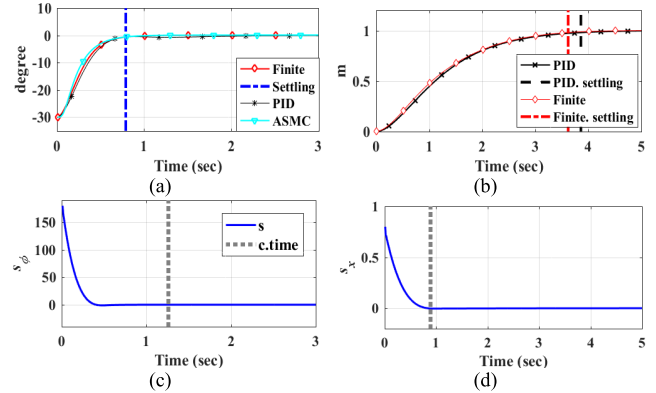 10
0
-10
-20
-30
-40
degree
Finite
Settling
PID
ASMC
0 1 2 3
Time (sec)
(a)
1
0.5
0
m
PID
PID. settling
Finite
Finite. settling
0 1 2 3 4 5
Time (sec)
(b)
150
100
50
0
s_ϕ
s
c.time
0 1 2 3
Time (sec)
(c)
1
0.5
0
s_x
0 1 2 3 4 5
Time (sec)
(d)